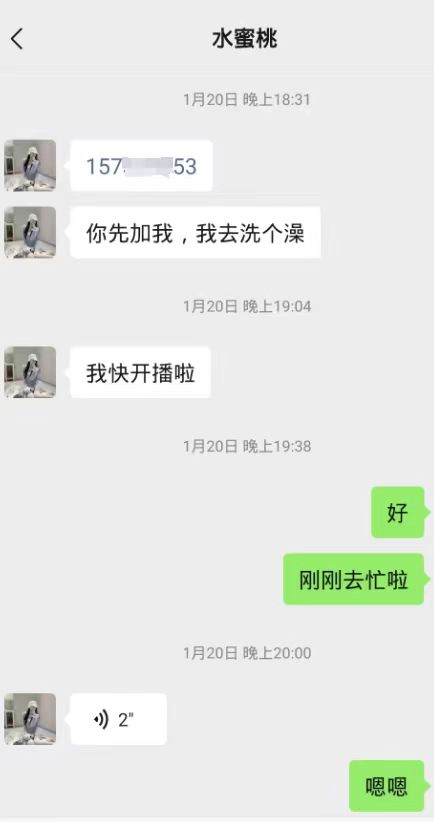 水蜜桃
1月20日 晚上18:31
157 53
你先加我，我去洗个澡
1月20日 晚上19:04
我快开播啦
1月20日 晚上19:38
好
刚刚去忙啦
1月20日 晚上20:00
2"
嗯嗯